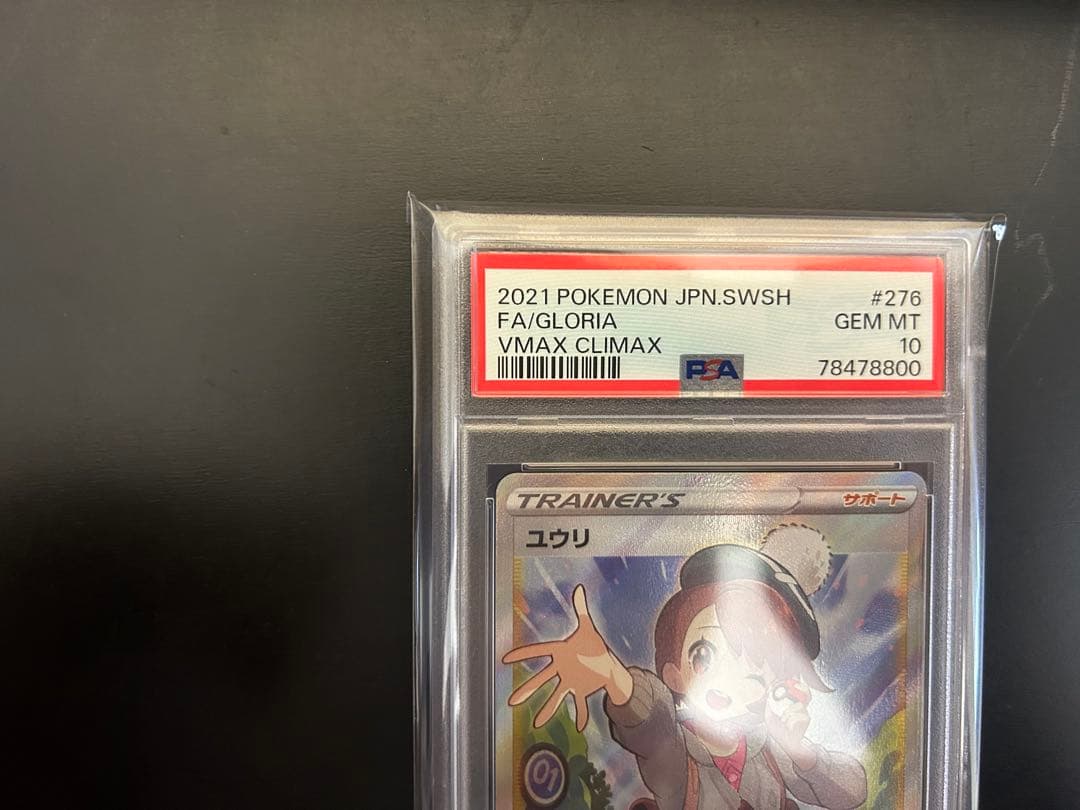 2021 POKEMON JPN.SWSH #276
FA/GLORIA GEM MT
VMAX CLIMAX 10
PSA 78478800
TRAINER'S サポート
ユウリ
01